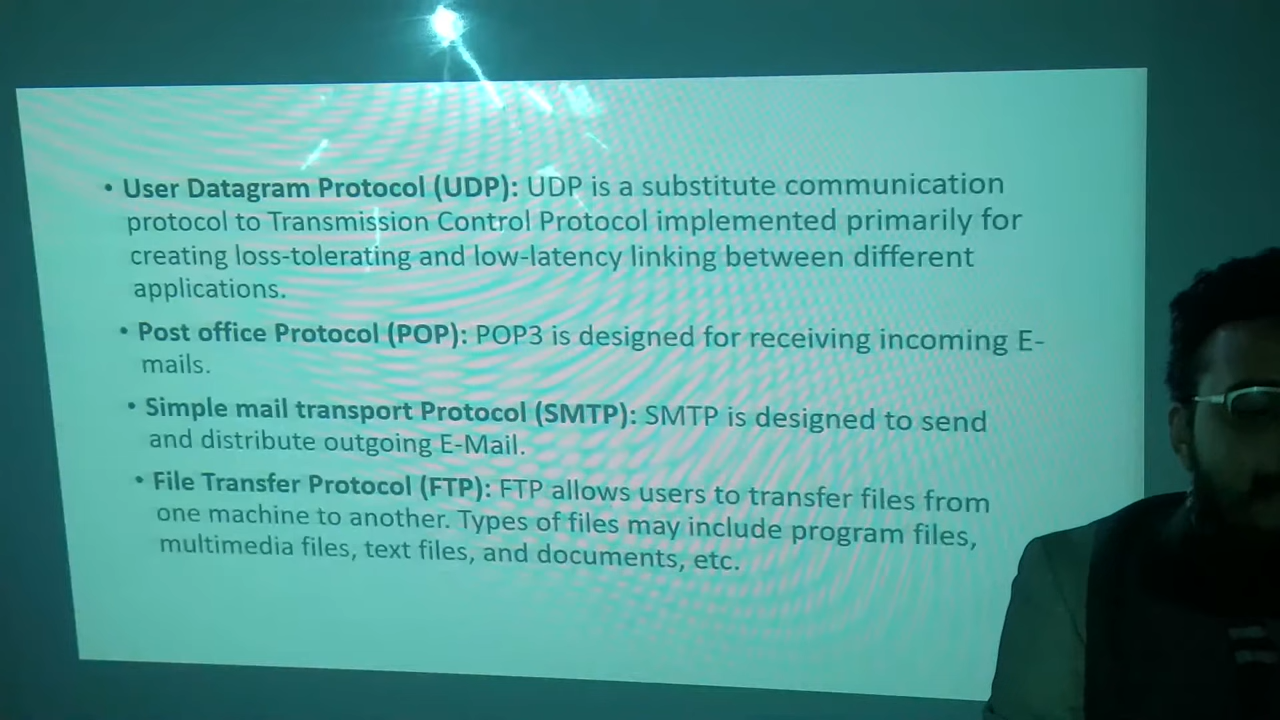 • User Datagram Protocol (UDP): UDP is a substitute communication
protocol to Transmission Control Protocol implemented primarily for
creating loss-tolerating and low-latency linking between different
applications.
• Post office Protocol (POP): POP3 is designed for receiving incoming E-
mails.
• Simple mail transport Protocol (SMTP): SMTP is designed to send
and distribute outgoing E-Mail.
• File Transfer Protocol (FTP): FTP allows users to transfer files from
one machine to another. Types of files may include program files,
multimedia files, text files, and documents, etc.